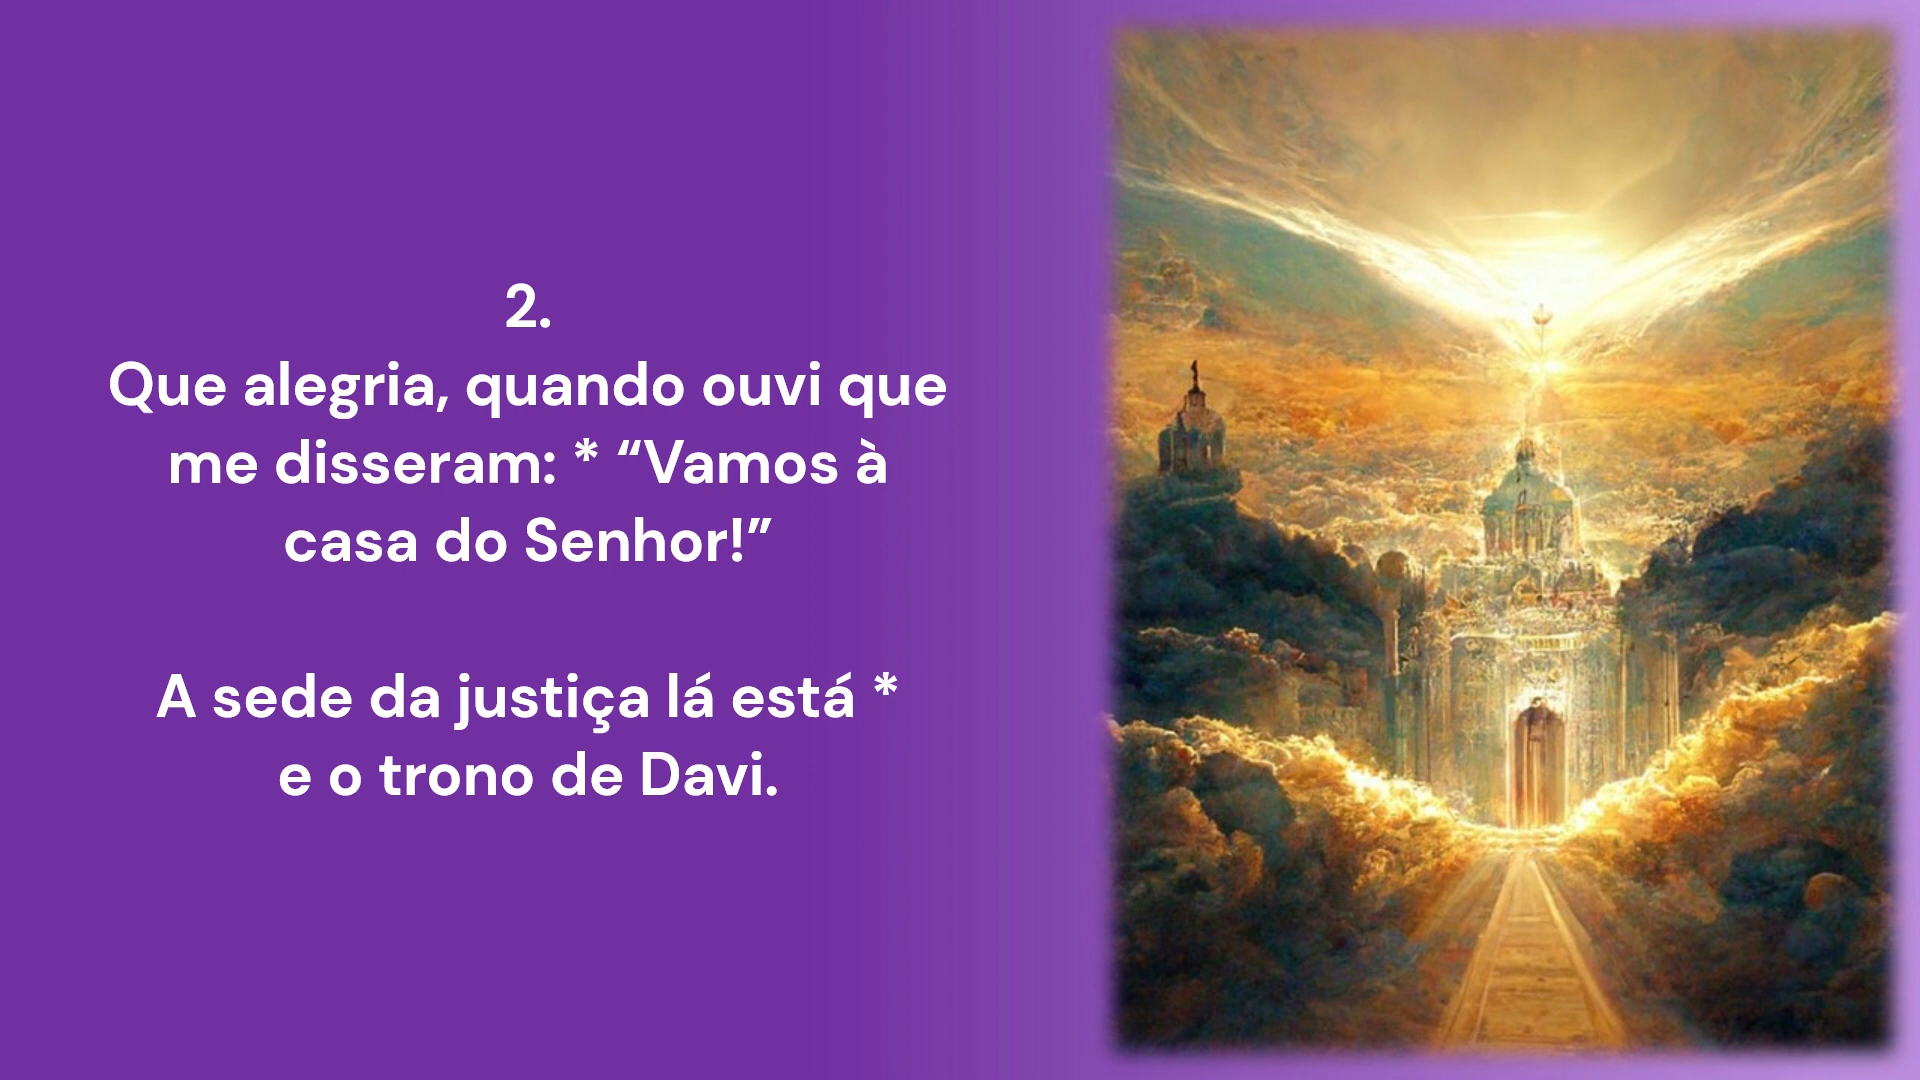 2.
Que alegria, quando ouvi que
me disseram: * “Vamos à
casa do Senhor!”
A sede da justiça lá está *
e o trono de Davi.